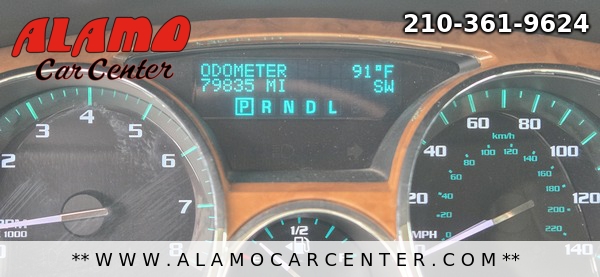 ALAMO
Car Center
210-361-9624
ODOMETER 91°F
79835 MI SW
P R N D L
2 3 4 5 6 7 8
x1000
1/2
MPH 20 40 60 80 100 120 140
km/h
20 40 60 80 100 120 140 160 180 200 220
**WWW.ALAMOCARCENTER.COM**